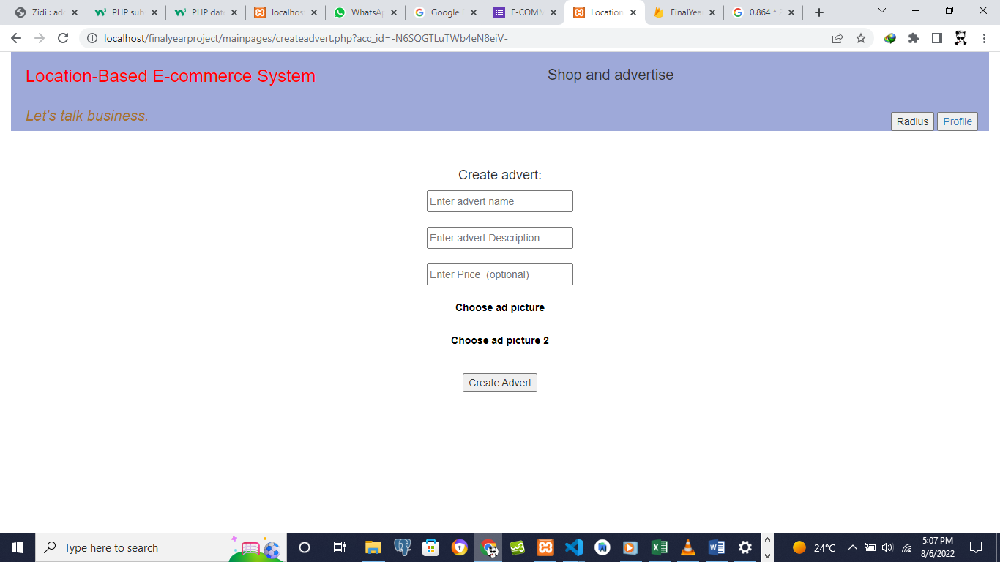 Zidi : ad
PHP sub
PHP dat
localhos
WhatsA
Google
E-COM
Location
FinalYea
0.864 *
localhost/finalyearproject/mainpages/createadvert.php?acc_id=-N6SQGTLuTWb4eN8eiV-
Location-Based E-commerce System
Shop and advertise
Let's talk business.
Radius Profile
Create advert:
Enter advert name
Enter advert Description
Enter Price (optional)
Choose ad picture
Choose ad picture 2
Create Advert
Type here to search
24°C
5:07 PM
8/6/2022